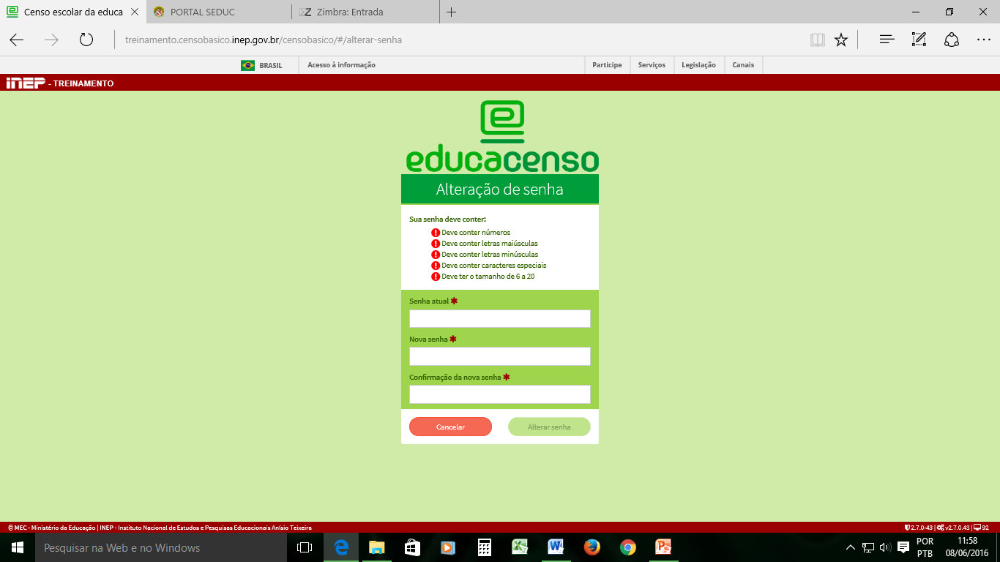 Censo escolar da educa
PORTAL SEDUC
Zimbra: Entrada
treinamento.censobasico.inep.gov.br/censobasico/#/alterar-senha
BRASIL
Acesso à informação
Participe
Serviços
Legislação
Canais
INEP - TREINAMENTO
educacenso
Alteração de senha
Sua senha deve conter:
Deve conter números
Deve conter letras maiúsculas
Deve conter letras minúsculas
Deve conter caracteres especiais
Deve ter o tamanho de 6 a 20
Senha atual ✱
Nova senha ✱
Confirmação da nova senha ✱
Cancelar
Alterar senha
© MEC - Ministério da Educação | INEP - Instituto Nacional de Estudos e Pesquisas Educacionais Anísio Teixeira
2.7.0-43 | v2.7.0.43 | 92
Pesquisar na Web e no Windows
POR
PTB
11:58
08/06/2016